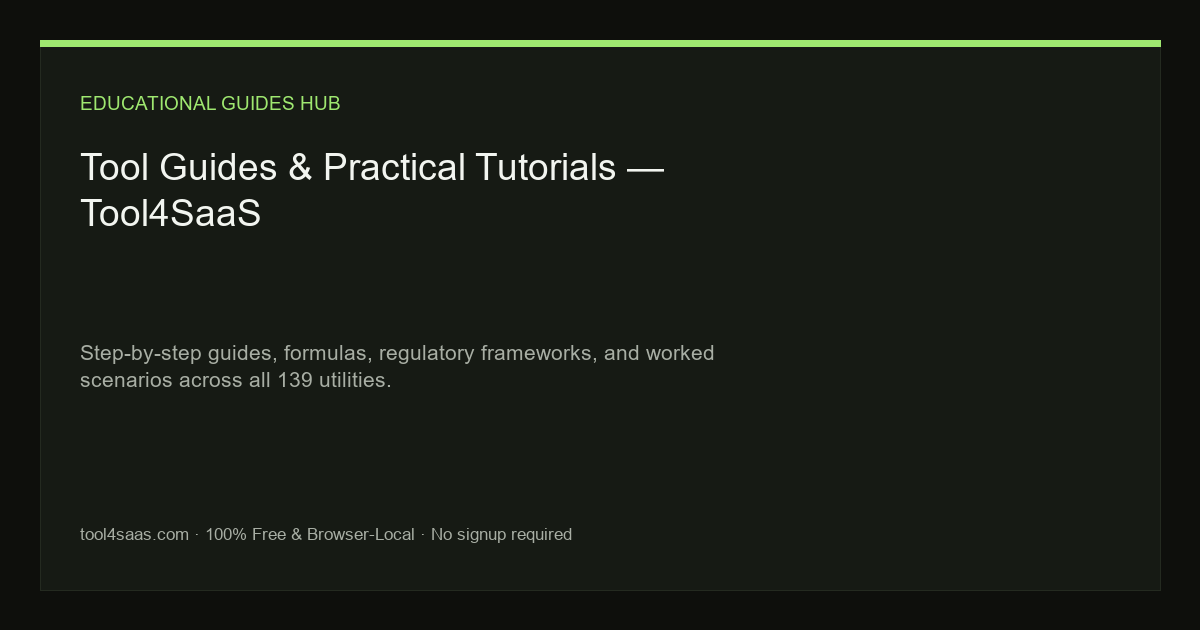 EDUCATIONAL GUIDES HUB
Tool Guides & Practical Tutorials —
Tool4SaaS
Step-by-step guides, formulas, regulatory frameworks, and worked
scenarios across all 139 utilities.
tool4saas.com · 100% Free & Browser-Local · No signup required